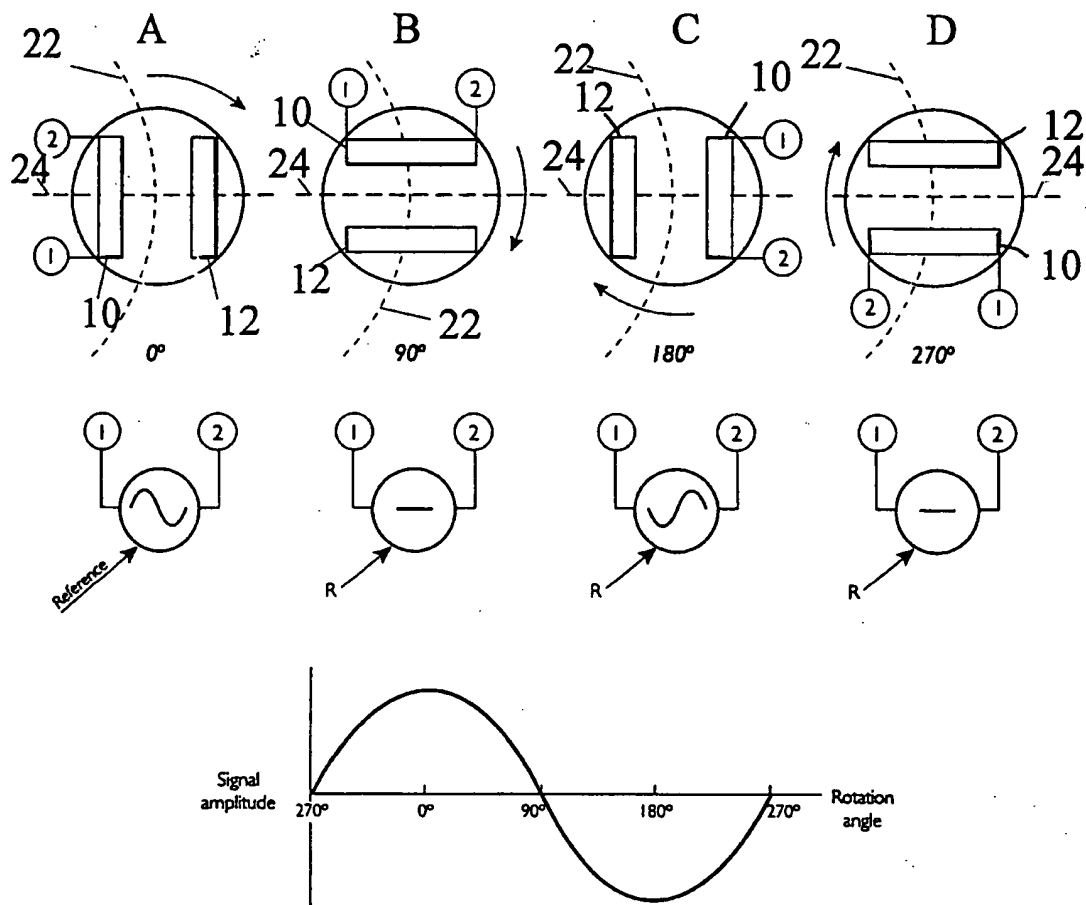 A B C D
22 22 22
10
12 10
12
2 1 2
10
1
24 24 24
24
1 12 2
10 12 22 2 1
10
0° 90° 180° 270°
1 2 1 2 1 2 1 2
Reference R R R
Signal amplitude
270° 0° 90° 180° 270°
Rotation angle